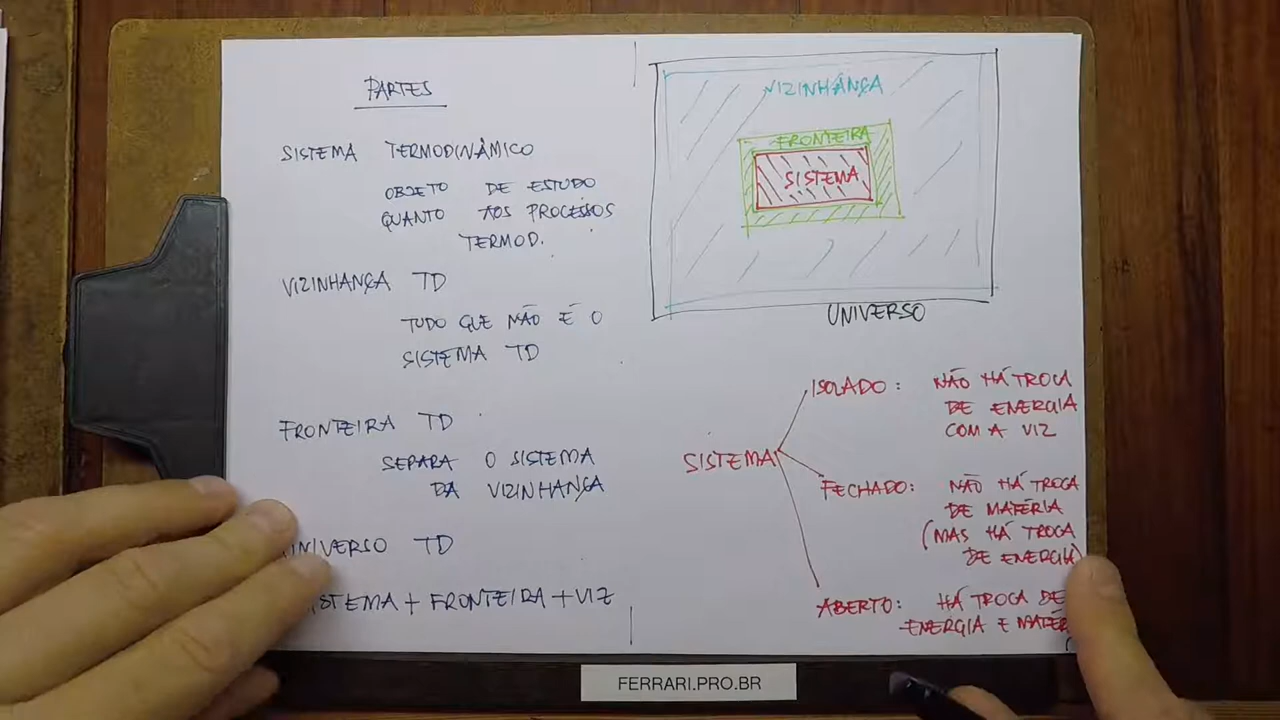 PARTES
SISTEMA TERMODINÂMICO
OBJETO DE ESTUDO
QUANTO AOS PROCESSOS
TERMOD.
VIZINHANÇA TD
TUDO QUE NÃO É O
SISTEMA TD
FRONTEIRA TD
SEPARA O SISTEMA
DA VIZINHANÇA
UNIVERSO TD
SISTEMA + FRONTEIRA + VIZ
VIZINHANÇA
FRONTEIRA
SISTEMA
UNIVERSO
SISTEMA
ISOLADO: NÃO HÁ TROCA
DE ENERGIA
COM A VIZ
FECHADO: NÃO HÁ TROCA
DE MATÉRIA
(MAS HÁ TROCA
DE ENERGIA)
ABERTO: HÁ TROCA DE
ENERGIA E MATÉR
FERRARI.PRO.BR